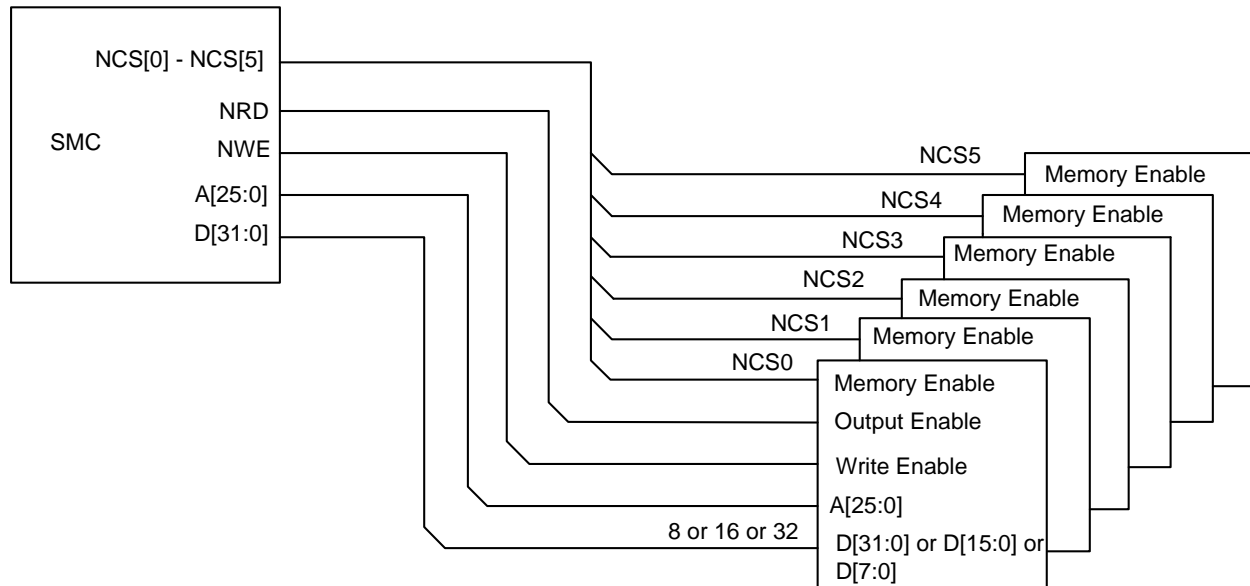 NCS[0] - NCS[5]
NRD
SMC
NWE
A[25:0]
D[31:0]
NCS5
Memory Enable
NCS4
Memory Enable
NCS3
Memory Enable
NCS2
Memory Enable
NCS1
Memory Enable
NCS0
Memory Enable
Output Enable
Write Enable
A[25:0]
8 or 16 or 32
D[31:0] or D[15:0] or
D[7:0]